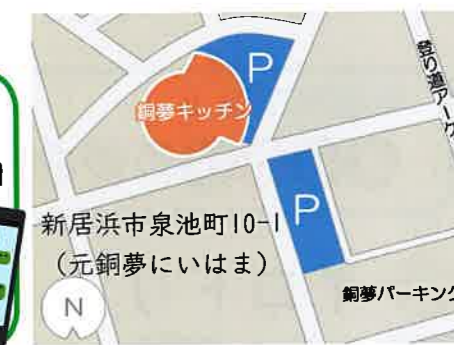 P
銅夢キッチン
登り道アーケ
新居浜市泉池町10-1
（元銅夢にいはま）
P
銅夢パーキング
N